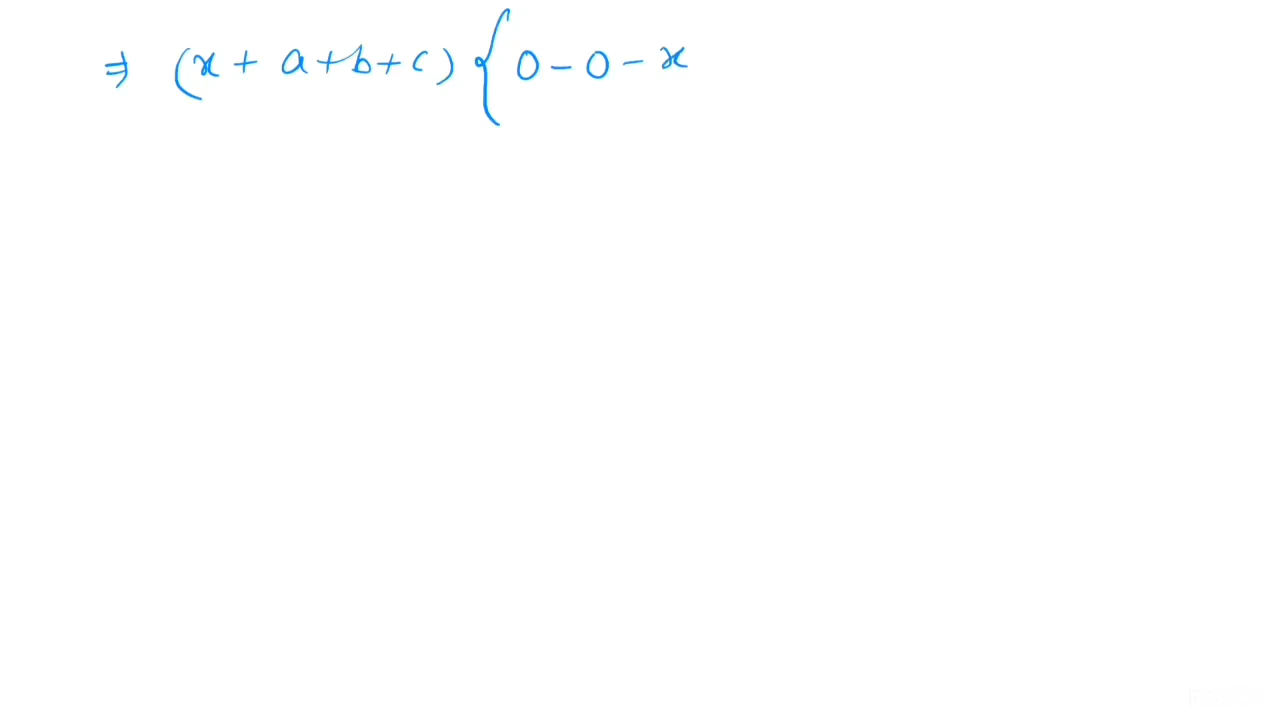 ⇒ (x + a + b + c) { 0 - 0 - x